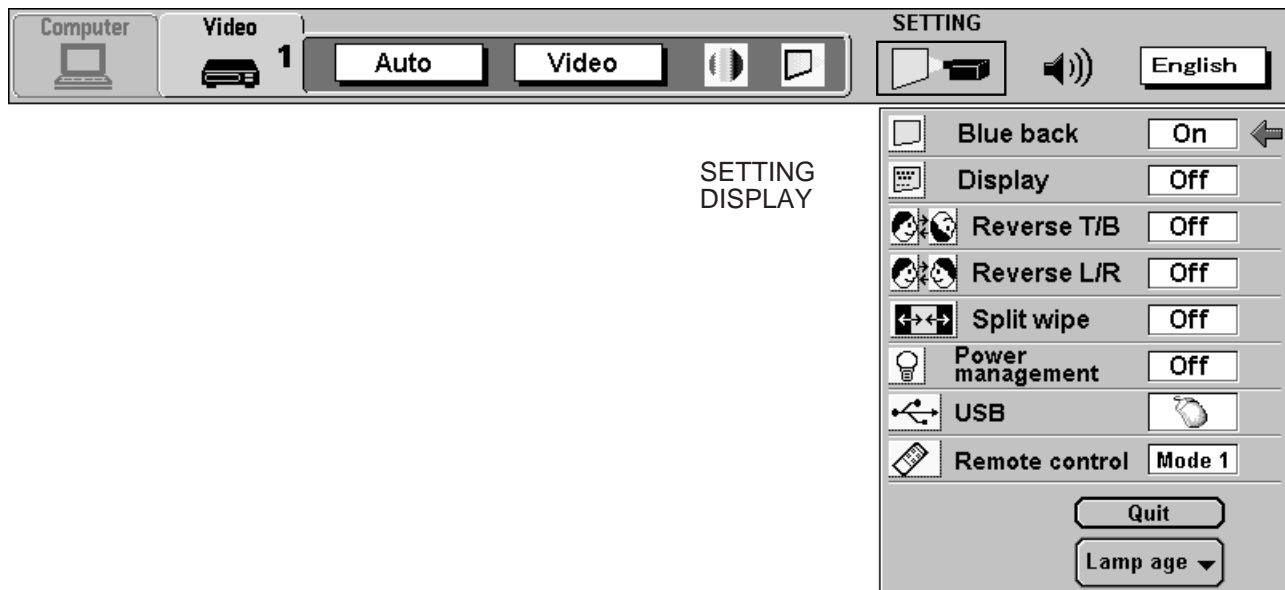 Computer
Video
1
Auto
Video
SETTING
English
SETTING
DISPLAY
Blue back On
Display Off
Reverse T/B Off
Reverse L/R Off
Split wipe Off
Power
management Off
USB
Remote control Mode 1
Quit
Lamp age